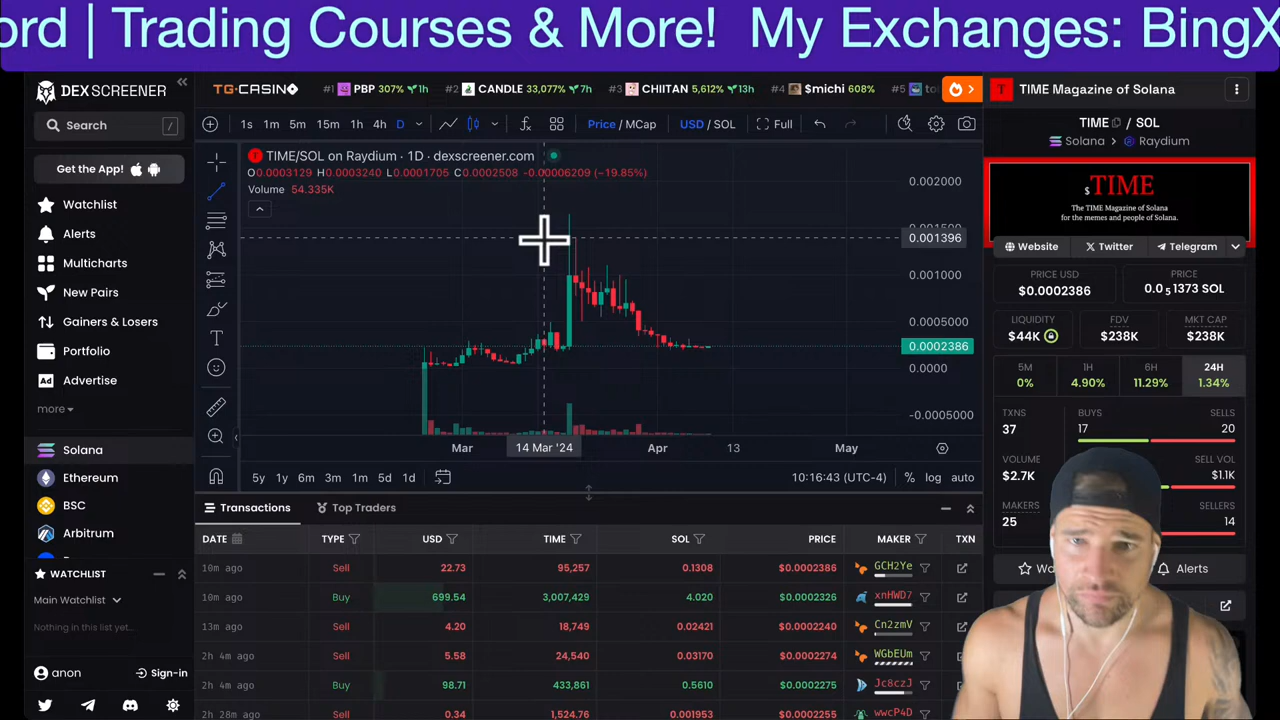 ord | Trading Courses & More! My Exchanges: BingX
DEX SCREENER
Search /
Get the App!
Watchlist
Alerts
Multicharts
New Pairs
Gainers & Losers
Portfolio
Advertise
more
Solana
Ethereum
BSC
Arbitrum
WATCHLIST
Main Watchlist
Nothing in this list yet...
anon Sign-in
TG.CASINO #1 PBP 307% 1h #2 CANDLE 33,077% 7h #3 CHIITAN 5,612% 13h #4 $michi 608% #5
1s 1m 5m 15m 1h 4h D Price / MCap USD / SOL Full
TIME/SOL on Raydium · 1D · dexscreener.com
O0.0003129 H0.0003240 L0.0001705 C0.0002508 -0.00006209 (−19.85%)
Volume 54.335K
0.002000
0.001396
0.001000
0.0005000
0.0002386
0.0000
-0.0005000
Mar 14 Mar '24 Apr 13 May
5y 1y 6m 3m 1m 5d 1d 10:16:43 (UTC-4) % log auto
Transactions Top Traders
DATE TYPE USD TIME SOL PRICE MAKER TXN
10m ago Sell 22.73 95,257 0.1308 $0.0002386 GCH2Ye
10m ago Buy 699.54 3,007,429 4.020 $0.0002326 xnHWD7
13m ago Sell 4.20 18,749 0.02421 $0.0002240 Cn2zmV
2h 4m ago Sell 5.58 24,540 0.03170 $0.0002274 WGbEUm
2h 4m ago Buy 98.71 433,861 0.5610 $0.0002275 Jc8czJ
2h 28m ago Sell 0.34 1,524.76 0.001953 $0.0002255 wwcP4D
T TIME Magazine of Solana
TIME / SOL
Solana > Raydium
$TIME
The TIME Magazine of Solana
for the memes and people of Solana.
Website Twitter Telegram
PRICE USD PRICE
$0.0002386 0.0₅1373 SOL
LIQUIDITY FDV MKT CAP
$44K $238K $238K
5M 1H 6H 24H
0% 4.90% 11.29% 1.34%
TXNS BUYS SELLS
37 17 20
VOLUME SELL VOL
$2.7K $1.1K
MAKERS SELLERS
25 14
Alerts